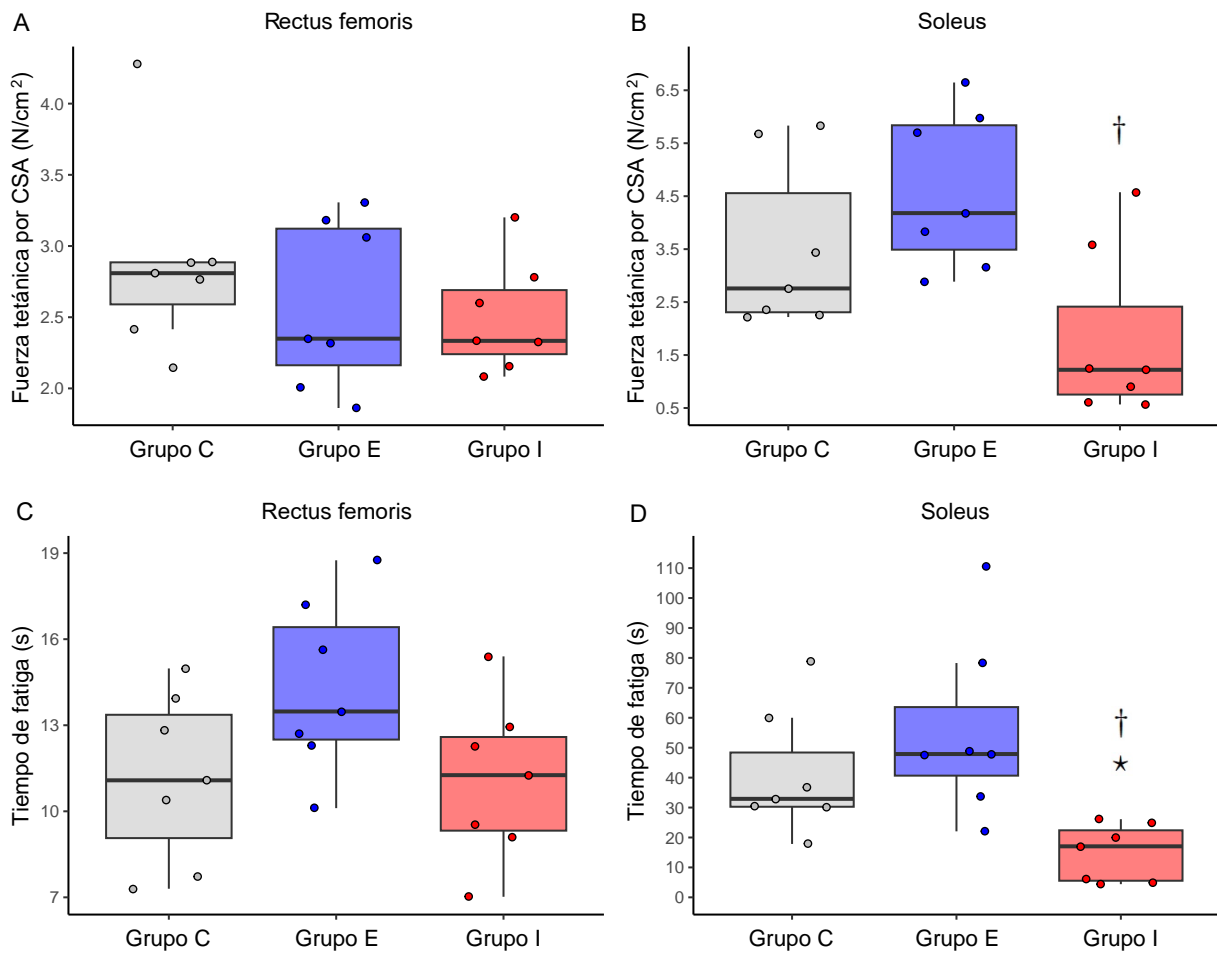 A
Rectus femoris
Fuerza tetánica por CSA (N/cm²)
4.0
3.5
3.0
2.5
2.0
Grupo C
Grupo E
Grupo I
B
Soleus
Fuerza tetánica por CSA (N/cm²)
6.5
5.5
4.5
3.5
2.5
1.5
0.5
†
Grupo C
Grupo E
Grupo I
C
Rectus femoris
Tiempo de fatiga (s)
19
16
13
10
7
Grupo C
Grupo E
Grupo I
D
Soleus
Tiempo de fatiga (s)
110
100
90
80
70
60
50
40
30
20
10
0
†
★
Grupo C
Grupo E
Grupo I